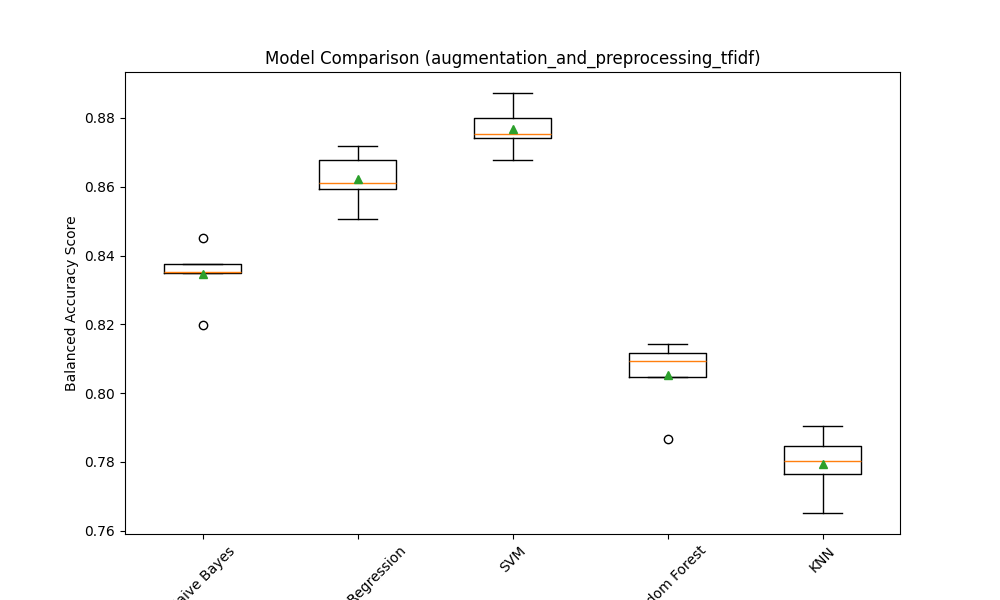 Model Comparison (augmentation_and_preprocessing_tfidf)
Balanced Accuracy Score
0.88
0.86
0.84
0.82
0.80
0.78
0.76
aive Bayes
Regression
SVM
dom Forest
KNN